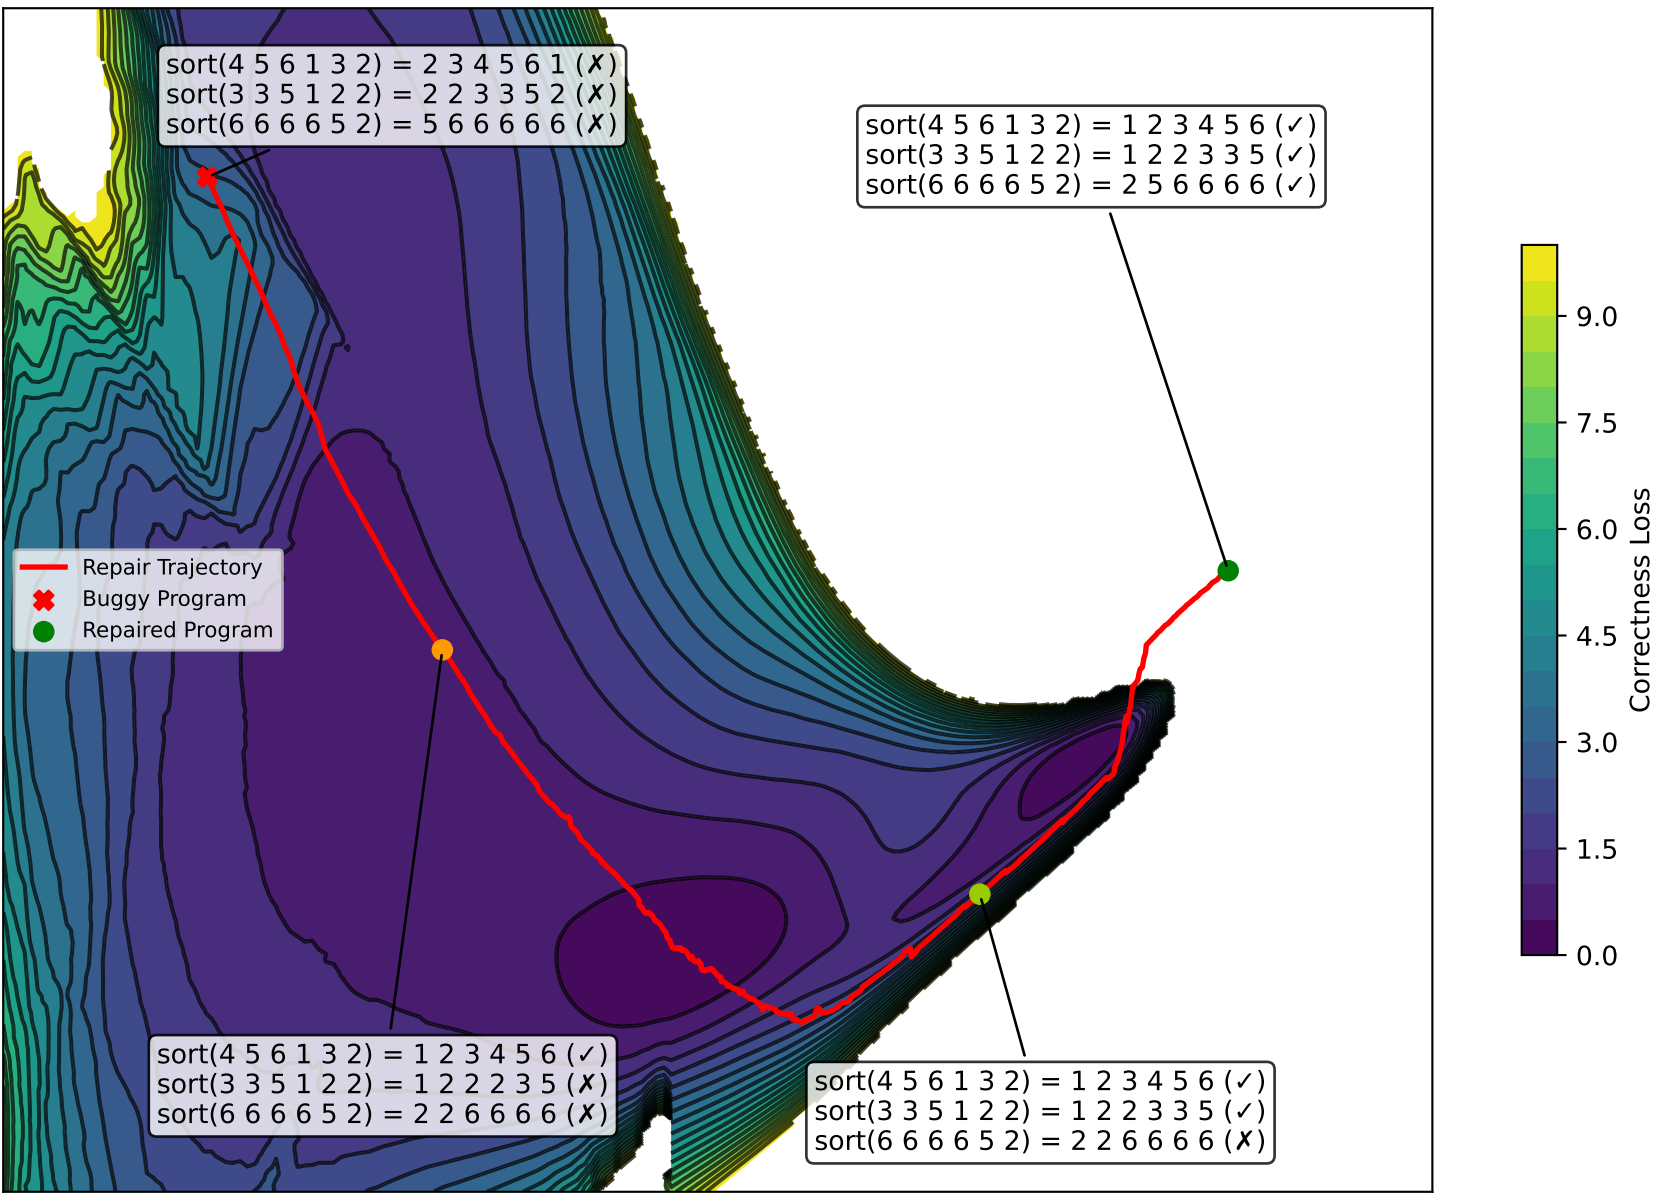 sort(4 5 6 1 3 2) = 2 3 4 5 6 1 (✗)
sort(3 3 5 1 2 2) = 2 2 3 3 5 2 (✗)
sort(6 6 6 6 5 2) = 5 6 6 6 6 6 (✗)
sort(4 5 6 1 3 2) = 1 2 3 4 5 6 (✓)
sort(3 3 5 1 2 2) = 1 2 2 3 3 5 (✓)
sort(6 6 6 6 5 2) = 2 5 6 6 6 6 (✓)
Repair Trajectory
Buggy Program
Repaired Program
sort(4 5 6 1 3 2) = 1 2 3 4 5 6 (✓)
sort(3 3 5 1 2 2) = 1 2 2 2 3 5 (✗)
sort(6 6 6 6 5 2) = 2 2 6 6 6 6 (✗)
sort(4 5 6 1 3 2) = 1 2 3 4 5 6 (✓)
sort(3 3 5 1 2 2) = 1 2 2 3 3 5 (✓)
sort(6 6 6 6 5 2) = 2 2 6 6 6 6 (✗)
9.0
7.5
6.0
4.5
3.0
1.5
0.0
Correctness Loss